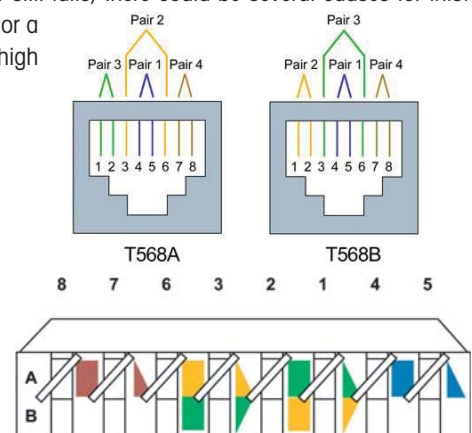 or a
high
Pair 2
Pair 3 Pair 1 Pair 4
1 2 3 4 5 6 7 8
T568A
Pair 3
Pair 2 Pair 1 Pair 4
1 2 3 4 5 6 7 8
T568B
8 7 6 3 2 1 4 5
A
B